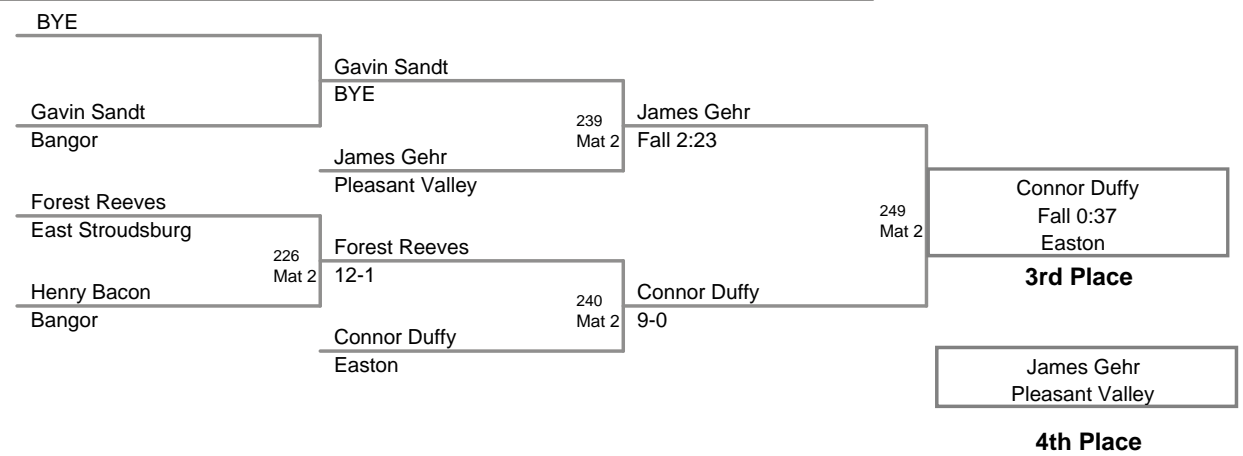 BYE
Gavin Sandt
BYE
Gavin Sandt
Bangor
239
Mat 2
James Gehr
Fall 2:23
James Gehr
Pleasant Valley
Forest Reeves
East Stroudsburg
226
Mat 2
Forest Reeves
12-1
Henry Bacon
Bangor
240
Mat 2
Connor Duffy
9-0
Connor Duffy
Easton
249
Mat 2
Connor Duffy
Fall 0:37
Easton
3rd Place
James Gehr
Pleasant Valley
4th Place